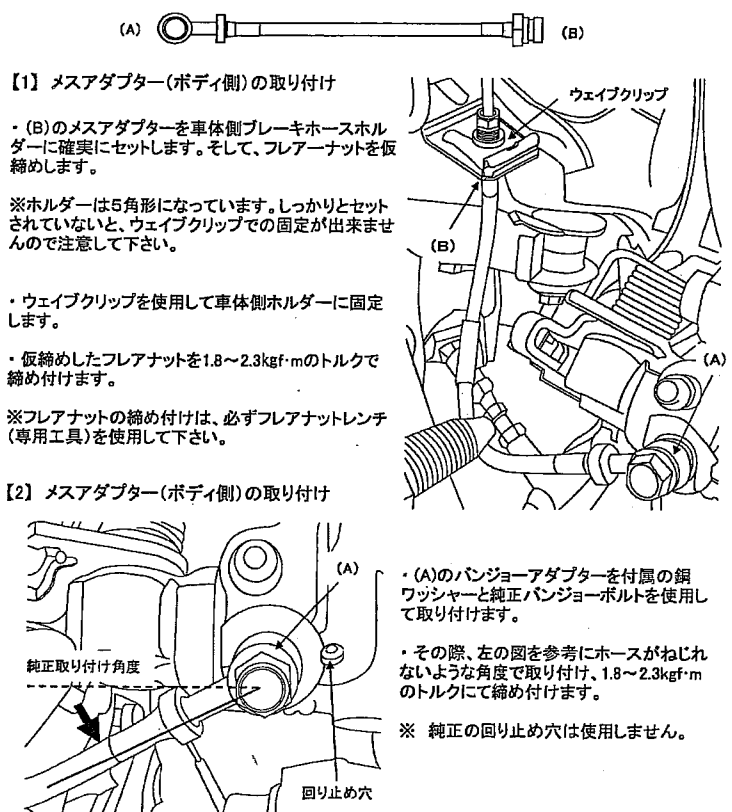 (A) (B)
【1】 メスアダプター(ボディ側)の取り付け
・(B)のメスアダプターを車体側ブレーキホースホル
ダーに確実にセットします。そして、フレアーナットを仮
締めします。
※ホルダーは5角形になっています。しっかりとセット
されていないと、ウェイブクリップでの固定が出来ませ
んので注意して下さい。
・ウェイブクリップを使用して車体側ホルダーに固定
します。
・仮締めしたフレアナットを1.8～2.3kgf·mのトルクで
締め付けます。
※フレアナットの締め付けは、必ずフレアナットレンチ
(専用工具)を使用して下さい。
ウェイブクリップ
(B)
(A)
【2】 メスアダプター(ボディ側)の取り付け
(A)
純正取り付け角度
回り止め穴
・(A)のバンジョーアダプターを付属の銅
ワッシャーと純正バンジョーボルトを使用し
て取り付けます。
・その際、左の図を参考にホースがねじれ
ないような角度で取り付け、1.8～2.3kgf·m
のトルクにて締め付けます。
※ 純正の回り止め穴は使用しません。